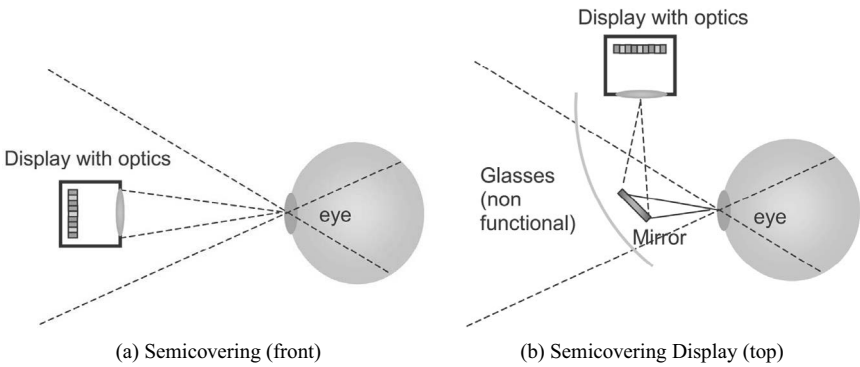 Display with optics
eye
(a) Semicovering (front)
Display with optics
Glasses
(non
functional)
Mirror
eye
(b) Semicovering Display (top)